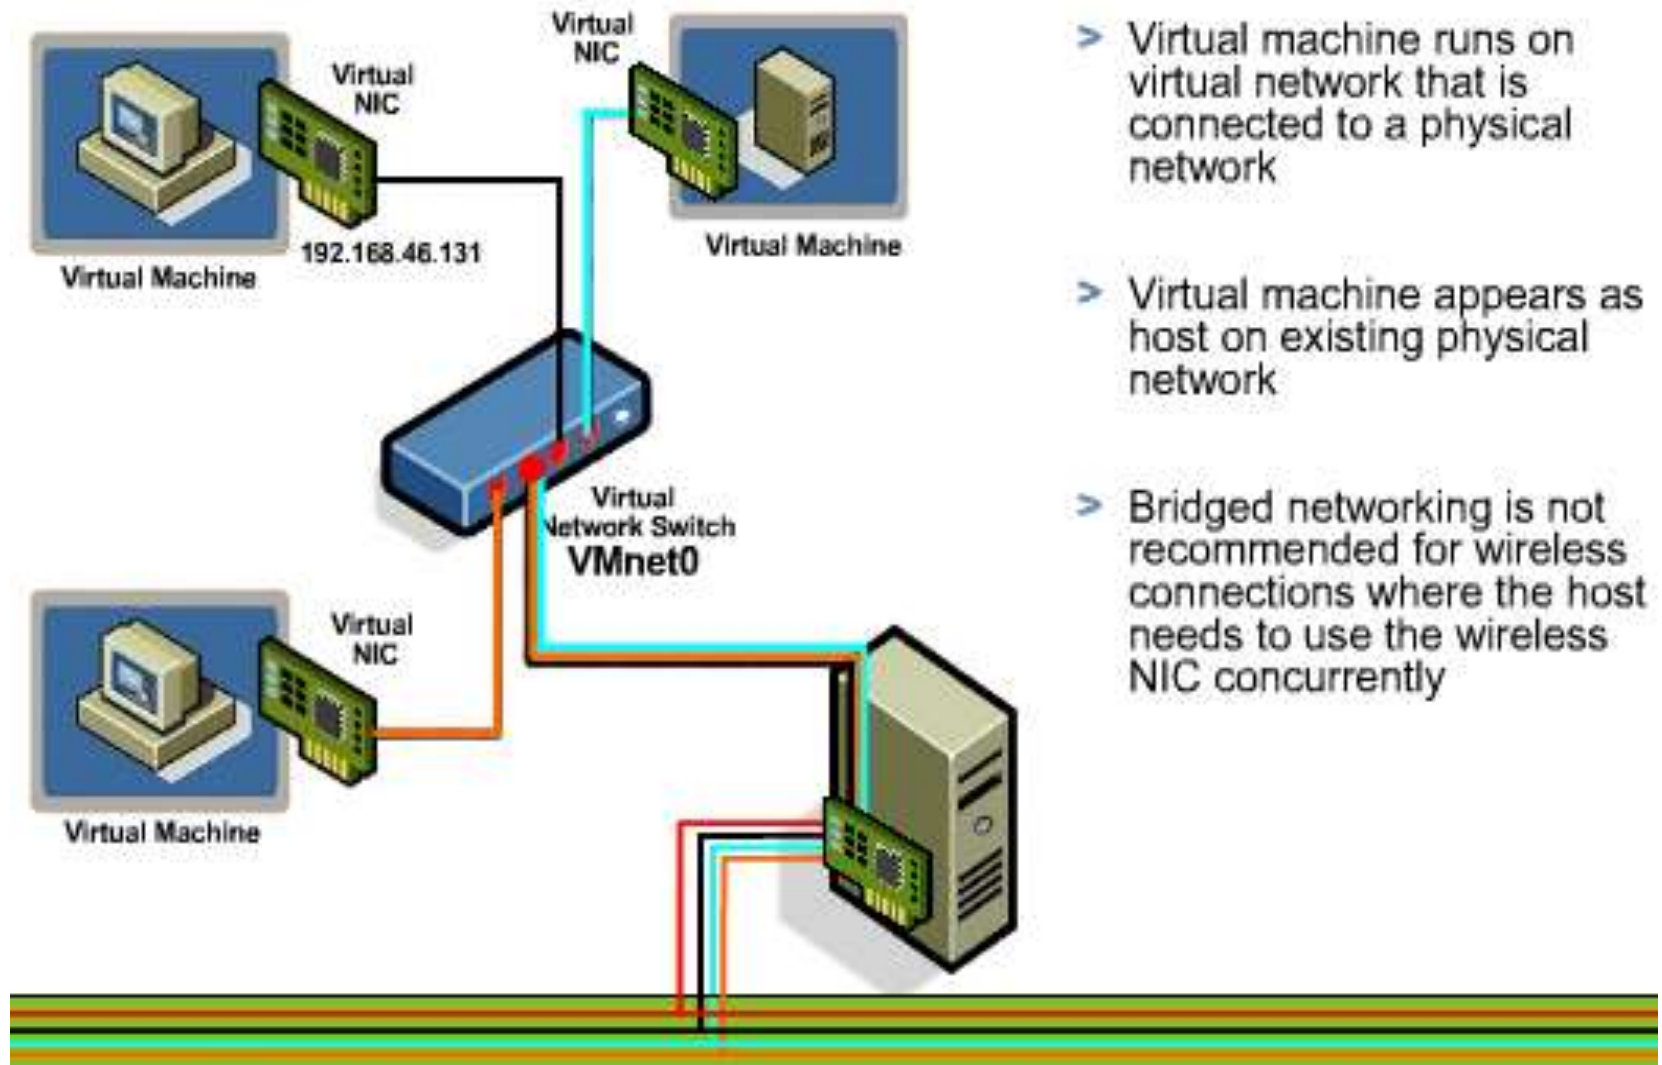 Virtual
NIC
Virtual Machine
192.168.46.131
Virtual
NIC
Virtual Machine
Virtual
Network Switch
VMnet0
Virtual
NIC
Virtual Machine
> Virtual machine runs on
virtual network that is
connected to a physical
network
> Virtual machine appears as
host on existing physical
network
> Bridged networking is not
recommended for wireless
connections where the host
needs to use the wireless
NIC concurrently